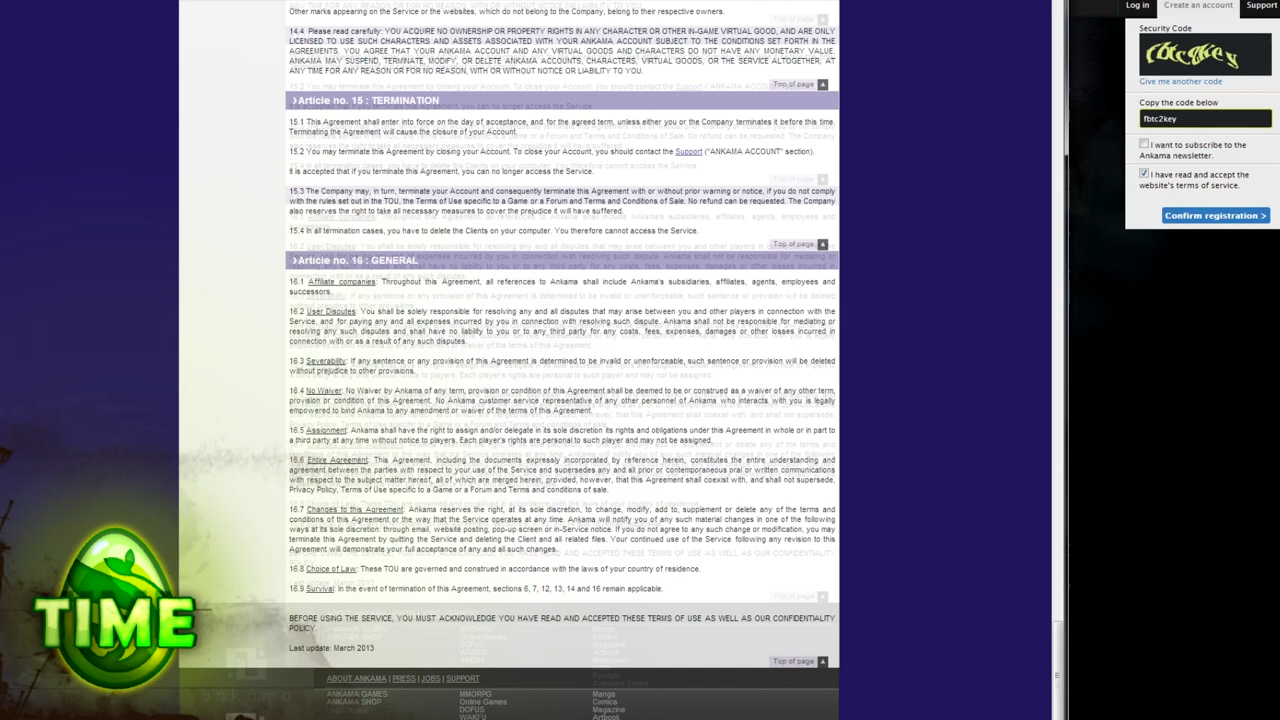 Other marks appearing on the Service or the websites, which do not belong to the Company, belong to their respective owners.
14.4 Please read carefully: YOU ACQUIRE NO OWNERSHIP OR PROPERTY RIGHTS IN ANY CHARACTER OR OTHER IN-GAME VIRTUAL GOOD, AND ARE ONLY
LICENSED TO USE SUCH CHARACTERS AND ASSETS ASSOCIATED WITH YOUR ANKAMA ACCOUNT SUBJECT TO THE CONDITIONS SET FORTH IN THE
AGREEMENTS. YOU AGREE THAT YOUR ANKAMA ACCOUNT AND ANY VIRTUAL GOODS AND CHARACTERS DO NOT HAVE ANY MONETARY VALUE.
ANKAMA MAY SUSPEND, TERMINATE, MODIFY, OR DELETE ANKAMA ACCOUNTS, CHARACTERS, VIRTUAL GOODS, OR THE SERVICE ALTOGETHER, AT
ANY TIME FOR ANY REASON OR FOR NO REASON, WITH OR WITHOUT NOTICE OR LIABILITY TO YOU.
Top of page
Article no. 15 : TERMINATION
15.1 This Agreement shall enter into force on the day of acceptance, and for the agreed term, unless either you or the Company terminates it before this time.
Terminating the Agreement will cause the closure of your Account.
15.2 You may terminate this Agreement by closing your Account. To close your Account, you should contact the Support ("ANKAMA ACCOUNT" section).
It is accepted that if you terminate this Agreement, you can no longer access the Service.
15.3 The Company may, in turn, terminate your Account and consequently terminate this Agreement with or without prior warning or notice, if you do not comply
with the rules set out in the TOU, the Terms of Use specific to a Game or a Forum and Terms and Conditions of Sale. No refund can be requested. The Company
also reserves the right to take all necessary measures to cover the prejudice it will have suffered.
15.4 In all termination cases, you have to delete the Clients on your computer. You therefore cannot access the Service.
Top of page
Article no. 16 : GENERAL
16.1 Affiliate companies: Throughout this Agreement, all references to Ankama shall include Ankama's subsidiaries, affiliates, agents, employees and
successors.
16.2 User Disputes: You shall be solely responsible for resolving any and all disputes that may arise between you and other players in connection with the
Service, and for paying any and all expenses incurred by you in connection with resolving such dispute. Ankama shall not be responsible for mediating or
resolving any such disputes and shall have no liability to you or to any third party for any costs, fees, expenses, damages or other losses incurred in
connection with or as a result of any such disputes.
16.3 Severability: If any sentence or any provision of this Agreement is determined to be invalid or unenforceable, such sentence or provision will be deleted
without prejudice to other provisions.
16.4 No Waiver: No Waiver by Ankama of any term, provision or condition of this Agreement shall be deemed to be or construed as a waiver of any other term,
provision or condition of this Agreement. No Ankama customer service representative of any other personnel of Ankama who interacts with you is legally
empowered to bind Ankama to any amendment or waiver of the terms of this Agreement.
16.5 Assignment: Ankama shall have the right to assign and/or delegate in its sole discretion its rights and obligations under this Agreement in whole or in part to
a third party at any time without notice to players. Each player's rights are personal to such player and may not be assigned.
16.6 Entire Agreement: This Agreement, including the documents expressly incorporated by reference herein, constitutes the entire understanding and
agreement between the parties with respect to your use of the Service and supersedes any and all prior or contemporaneous oral or written communications
with respect to the subject matter hereof, all of which are merged herein; provided, however, that this Agreement shall coexist with, and shall not supersede,
Privacy Policy, Terms of Use specific to a Game or a Forum and Terms and conditions of sale.
16.7 Changes to this Agreement: Ankama reserves the right, at its sole discretion, to change, modify, add to, supplement or delete any of the terms and
conditions of this Agreement or the way that the Service operates at any time. Ankama will notify you of any such material changes in one of the following
ways at its sole discretion: through email, website posting, pop-up screen or in-Service notice. If you do not agree to any such change or modification, you may
terminate this Agreement by quitting the Service and deleting the Client and all related files. Your continued use of the Service following any revision to this
Agreement will demonstrate your full acceptance of any and all such changes.
16.8 Choice of Law: These TOU are governed and construed in accordance with the laws of your country of residence.
16.9 Survival: In the event of termination of this Agreement, sections 6, 7, 12, 13, 14 and 16 remain applicable.
BEFORE USING THE SERVICE, YOU MUST ACKNOWLEDGE YOU HAVE READ AND ACCEPTED THESE TERMS OF USE AS WELL AS OUR CONFIDENTIALITY
POLICY.
Last update: March 2013
Top of page
ABOUT ANKAMA | PRESS | JOBS | SUPPORT
ANKAMA GAMES MMORPG Manga
ANKAMA SHOP Online Games Comics
DOFUS Magazine
WAKFU Artbook
TIME
Log in Create an account Support
Security Code
fbtc2key
Give me another code
Copy the code below
fbtc2key
I want to subscribe to the
Ankama newsletter.
I have read and accept the
website's terms of service.
Confirm registration >